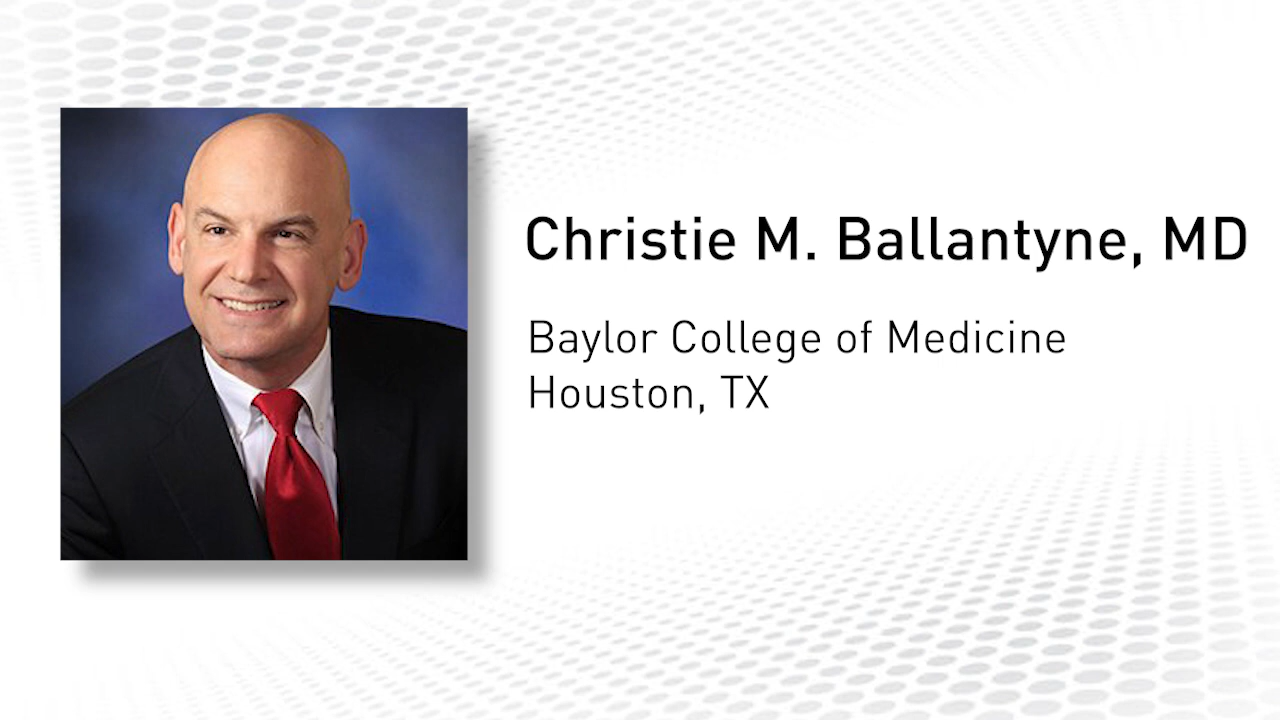 Christie M. Ballantyne, MD
Baylor College of Medicine
Houston, TX